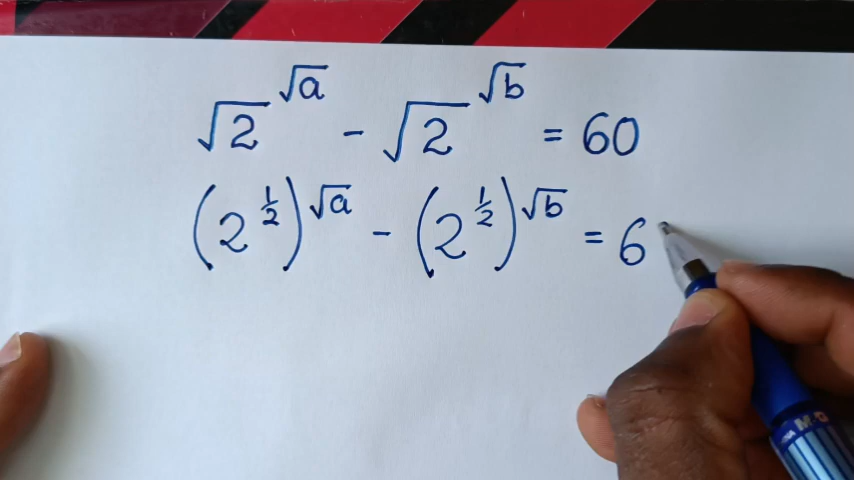 √2^√a - √2^√b = 60
(2^½)^√a - (2^½)^√b = 6
M&G